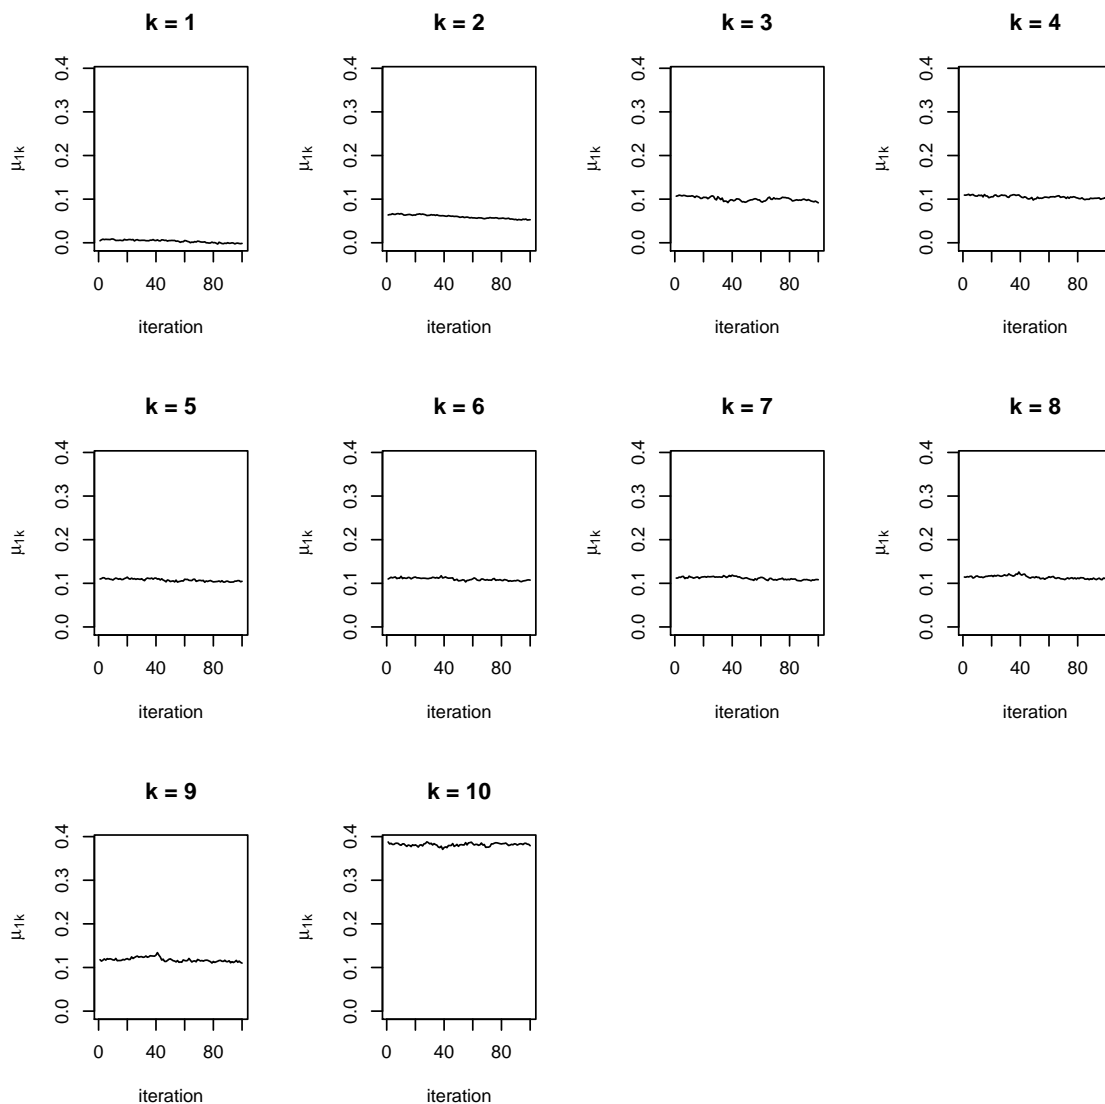 k = 1
k = 2
k = 3
k = 4
μ1k
0.0 0.1 0.2 0.3 0.4
μ1k
0.0 0.1 0.2 0.3 0.4
μ1k
0.0 0.1 0.2 0.3 0.4
μ1k
0.0 0.1 0.2 0.3 0.4
0 40 80
0 40 80
0 40 80
0 40 80
iteration
iteration
iteration
iteration
k = 5
k = 6
k = 7
k = 8
μ1k
0.0 0.1 0.2 0.3 0.4
μ1k
0.0 0.1 0.2 0.3 0.4
μ1k
0.0 0.1 0.2 0.3 0.4
μ1k
0.0 0.1 0.2 0.3 0.4
0 40 80
0 40 80
0 40 80
0 40 80
iteration
iteration
iteration
iteration
k = 9
k = 10
μ1k
0.0 0.1 0.2 0.3 0.4
μ1k
0.0 0.1 0.2 0.3 0.4
0 40 80
0 40 80
iteration
iteration